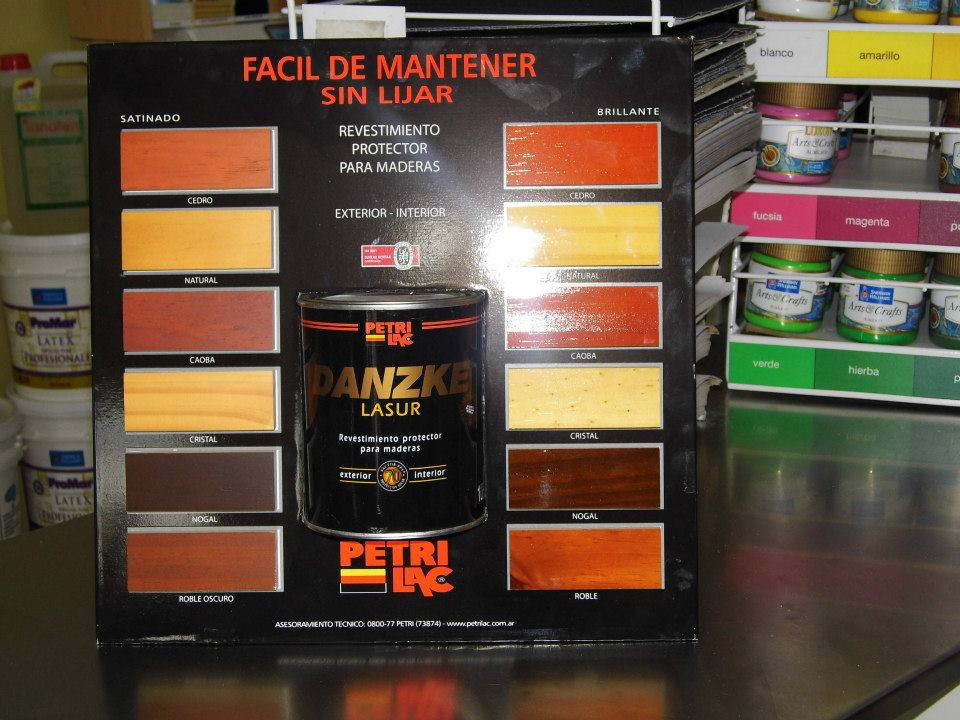 FACIL DE MANTENER
SIN LIJAR
SATINADO
CEDRO
NATURAL
CAOBA
CRISTAL
NOGAL
ROBLE OSCURO
REVESTIMIENTO
PROTECTOR
PARA MADERAS
EXTERIOR - INTERIOR
PETRI
LAC
DANZKE
LASUR
Revestimiento protector
para maderas
exterior interior
PETRI
LAC®
BRILLANTE
CEDRO
NATURAL
CAOBA
CRISTAL
NOGAL
ROBLE
ASESORAMIENTO TECNICO: 0800-77 PETRI (73874) - www.petrilac.com.ar
blanco
amarillo
Arts&Crafts
fucsia
magenta
Arts&Crafts
Arts&Crafts
verde
hierba
ProMar
LATEX
PROFESIONAL
ProMar
LATEX